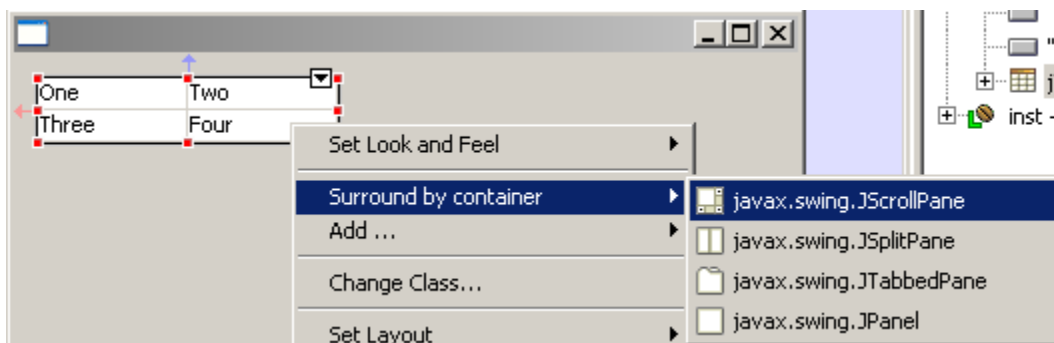 One Two
Three Four
Set Look and Feel
Surround by container
Add ...
Change Class...
Set Layout
javax.swing.JScrollPane
javax.swing.JSplitPane
javax.swing.JTabbedPane
javax.swing.JPanel
"
j
inst -